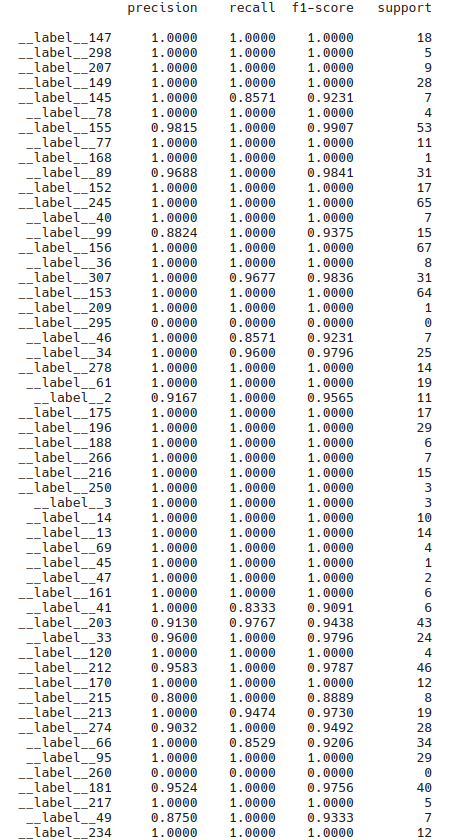 precision recall f1-score support
__label__147 1.0000 1.0000 1.0000 18
__label__298 1.0000 1.0000 1.0000 5
__label__207 1.0000 1.0000 1.0000 9
__label__149 1.0000 1.0000 1.0000 28
__label__145 1.0000 0.8571 0.9231 7
__label__78 1.0000 1.0000 1.0000 4
__label__155 0.9815 1.0000 0.9907 53
__label__77 1.0000 1.0000 1.0000 11
__label__168 1.0000 1.0000 1.0000 1
__label__89 0.9688 1.0000 0.9841 31
__label__152 1.0000 1.0000 1.0000 17
__label__245 1.0000 1.0000 1.0000 65
__label__40 1.0000 1.0000 1.0000 7
__label__99 0.8824 1.0000 0.9375 15
__label__156 1.0000 1.0000 1.0000 67
__label__36 1.0000 1.0000 1.0000 8
__label__307 1.0000 0.9677 0.9836 31
__label__153 1.0000 1.0000 1.0000 64
__label__209 1.0000 1.0000 1.0000 1
__label__295 0.0000 0.0000 0.0000 0
__label__46 1.0000 0.8571 0.9231 7
__label__34 1.0000 0.9600 0.9796 25
__label__278 1.0000 1.0000 1.0000 14
__label__61 1.0000 1.0000 1.0000 19
__label__2 0.9167 1.0000 0.9565 11
__label__175 1.0000 1.0000 1.0000 17
__label__196 1.0000 1.0000 1.0000 29
__label__188 1.0000 1.0000 1.0000 6
__label__266 1.0000 1.0000 1.0000 7
__label__216 1.0000 1.0000 1.0000 15
__label__250 1.0000 1.0000 1.0000 3
__label__3 1.0000 1.0000 1.0000 3
__label__14 1.0000 1.0000 1.0000 10
__label__13 1.0000 1.0000 1.0000 14
__label__69 1.0000 1.0000 1.0000 4
__label__45 1.0000 1.0000 1.0000 1
__label__47 1.0000 1.0000 1.0000 2
__label__161 1.0000 1.0000 1.0000 6
__label__41 1.0000 0.8333 0.9091 6
__label__203 0.9130 0.9767 0.9438 43
__label__33 0.9600 1.0000 0.9796 24
__label__120 1.0000 1.0000 1.0000 4
__label__212 0.9583 1.0000 0.9787 46
__label__170 1.0000 1.0000 1.0000 12
__label__215 0.8000 1.0000 0.8889 8
__label__213 1.0000 0.9474 0.9730 19
__label__274 0.9032 1.0000 0.9492 28
__label__66 1.0000 0.8529 0.9206 34
__label__95 1.0000 1.0000 1.0000 29
__label__260 0.0000 0.0000 0.0000 0
__label__181 0.9524 1.0000 0.9756 40
__label__217 1.0000 1.0000 1.0000 5
__label__49 0.8750 1.0000 0.9333 7
__label__234 1.0000 1.0000 1.0000 12